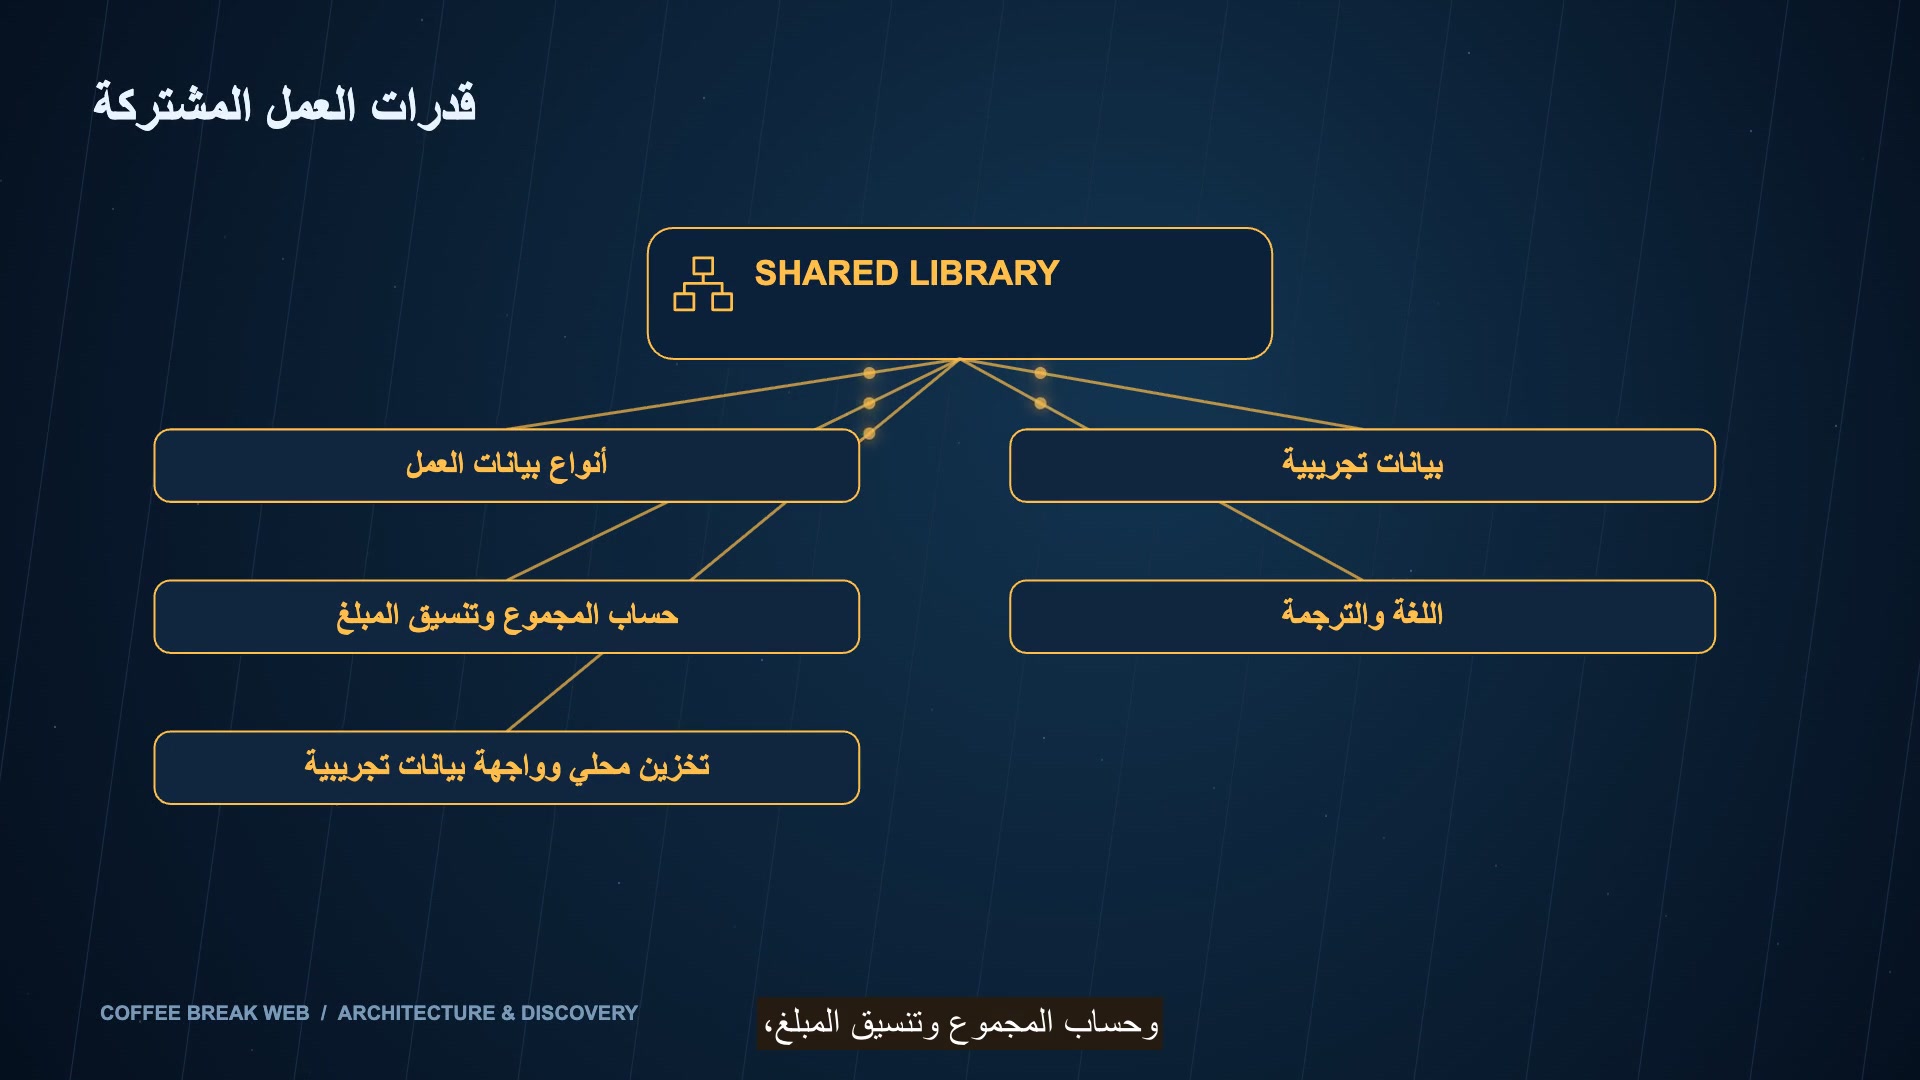 قدرات العمل المشتركة
SHARED LIBRARY
أنواع بيانات العمل
بيانات تجريبية
حساب المجموع وتنسيق المبلغ
اللغة والترجمة
تخزين محلي وواجهة بيانات تجريبية
COFFEE BREAK WEB / ARCHITECTURE & DISCOVERY
وحساب المجموع وتنسيق المبلغ،